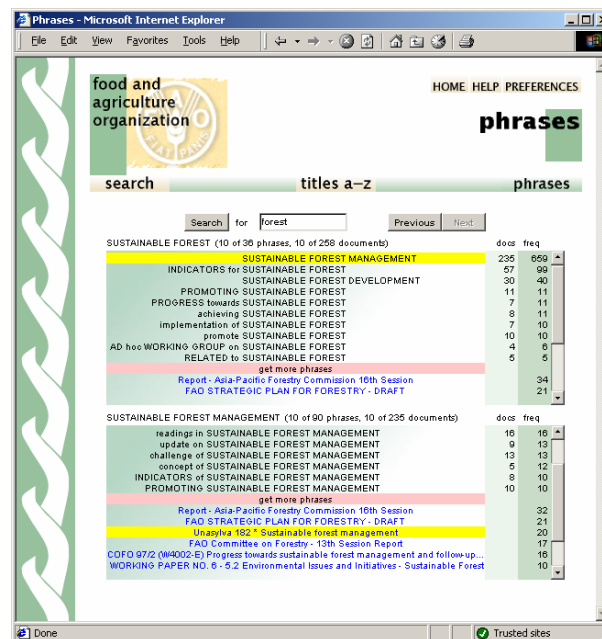 Phrases - Microsoft Internet Explorer
File Edit View Favorites Tools Help
food and
agriculture
organization
FIAT PANIS
HOME HELP PREFERENCES
phrases
search titles a–z phrases
Search for forest Previous Next
SUSTAINABLE FOREST (10 of 36 phrases, 10 of 258 documents) docs freq
SUSTAINABLE FOREST MANAGEMENT 235 659
INDICATORS for SUSTAINABLE FOREST 57 99
SUSTAINABLE FOREST DEVELOPMENT 30 40
PROMOTING SUSTAINABLE FOREST 11 11
PROGRESS towards SUSTAINABLE FOREST 7 11
achieving SUSTAINABLE FOREST 8 11
implementation of SUSTAINABLE FOREST 7 10
promote SUSTAINABLE FOREST 10 10
AD hoc WORKING GROUP on SUSTAINABLE FOREST 4 6
RELATED to SUSTAINABLE FOREST 5 5
get more phrases
Report - Asia-Pacific Forestry Commission 16th Session 34
FAO STRATEGIC PLAN FOR FORESTRY - DRAFT 21
SUSTAINABLE FOREST MANAGEMENT (10 of 90 phrases, 10 of 235 documents) docs freq
readings in SUSTAINABLE FOREST MANAGEMENT 16 16
update on SUSTAINABLE FOREST MANAGEMENT 9 13
challenge of SUSTAINABLE FOREST MANAGEMENT 13 13
concept of SUSTAINABLE FOREST MANAGEMENT 5 12
INDICATORS of SUSTAINABLE FOREST MANAGEMENT 8 10
PROMOTING SUSTAINABLE FOREST MANAGEMENT 10 10
get more phrases
Report - Asia-Pacific Forestry Commission 16th Session 32
FAO STRATEGIC PLAN FOR FORESTRY - DRAFT 21
Unasylva 182 * Sustainable forest management 20
FAO Committee on Forestry - 13th Session Report 17
COFO 97/2 (W4002-E) Progress towards sustainable forest management and follow-up... 16
WORKING PAPER NO. 6 - 5.2 Environmental Issues and Initiatives - Sustainable Forest 10
Done Trusted sites